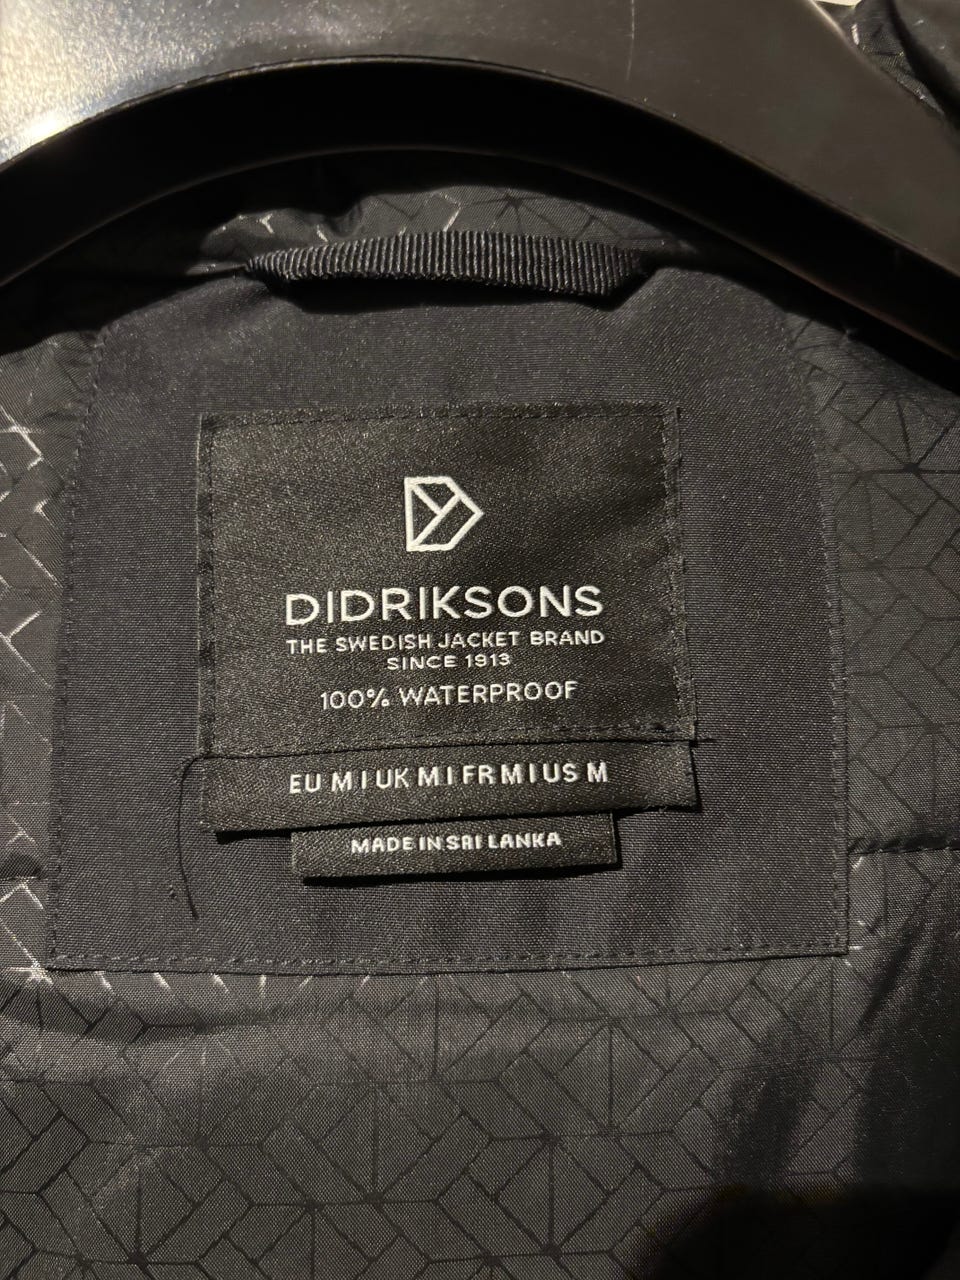 DIDRIKSONS
THE SWEDISH JACKET BRAND
SINCE 1913
100% WATERPROOF
EU M | UK M | FR M | US M
MADE IN SRI LANKA